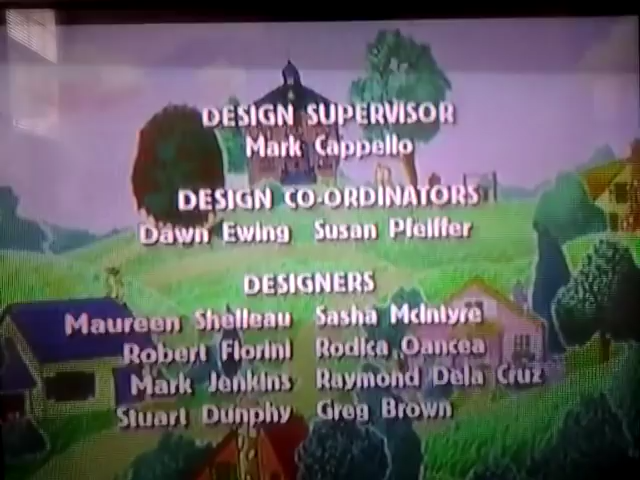 DESIGN SUPERVISOR
Mark Cappello
DESIGN CO-ORDINATORS
Dawn Ewing Susan Pfeiffer
DESIGNERS
Maureen Shelleau Sasha McIntyre
Robert Fiorini Rodica Oancea
Mark Jenkins Raymond Dela Cruz
Stuart Dunphy Greg Brown